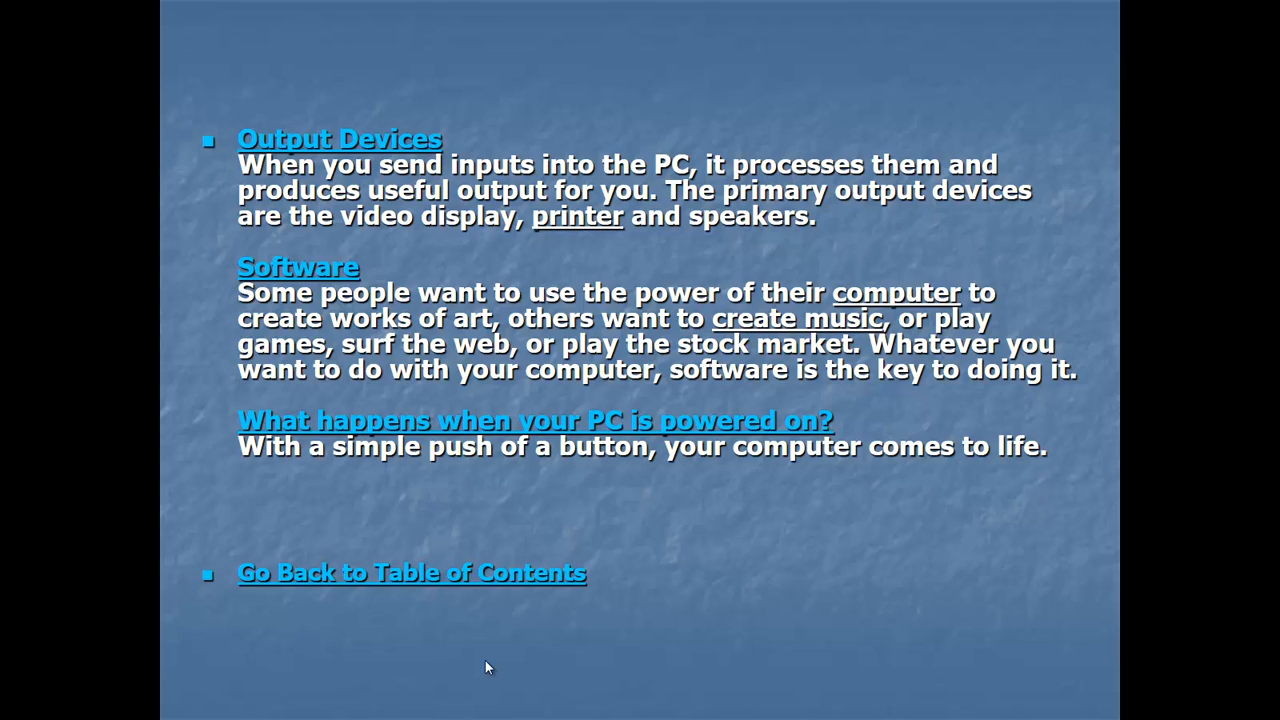 Output Devices
When you send inputs into the PC, it processes them and
produces useful output for you. The primary output devices
are the video display, printer and speakers.
Software
Some people want to use the power of their computer to
create works of art, others want to create music, or play
games, surf the web, or play the stock market. Whatever you
want to do with your computer, software is the key to doing it.
What happens when your PC is powered on?
With a simple push of a button, your computer comes to life.
Go Back to Table of Contents